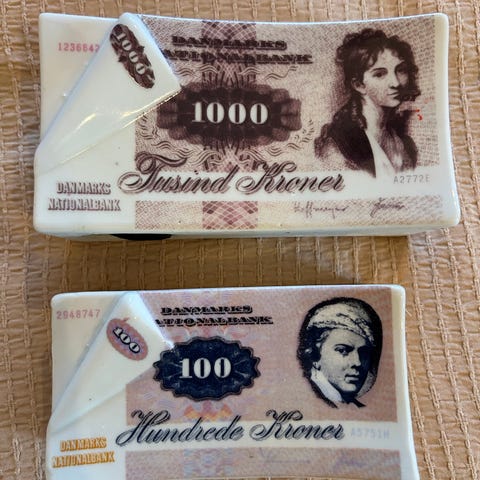 1236842
1000
DANMARKS
NATIONALBANK
1000
Tusind Kroner
A2772E
DANMARKS
NATIONALBANK
2948747
100
DANMARKS
NATIONALBANK
100
Hundrede Kroner
A5751H
DANMARKS
NATIONALBANK